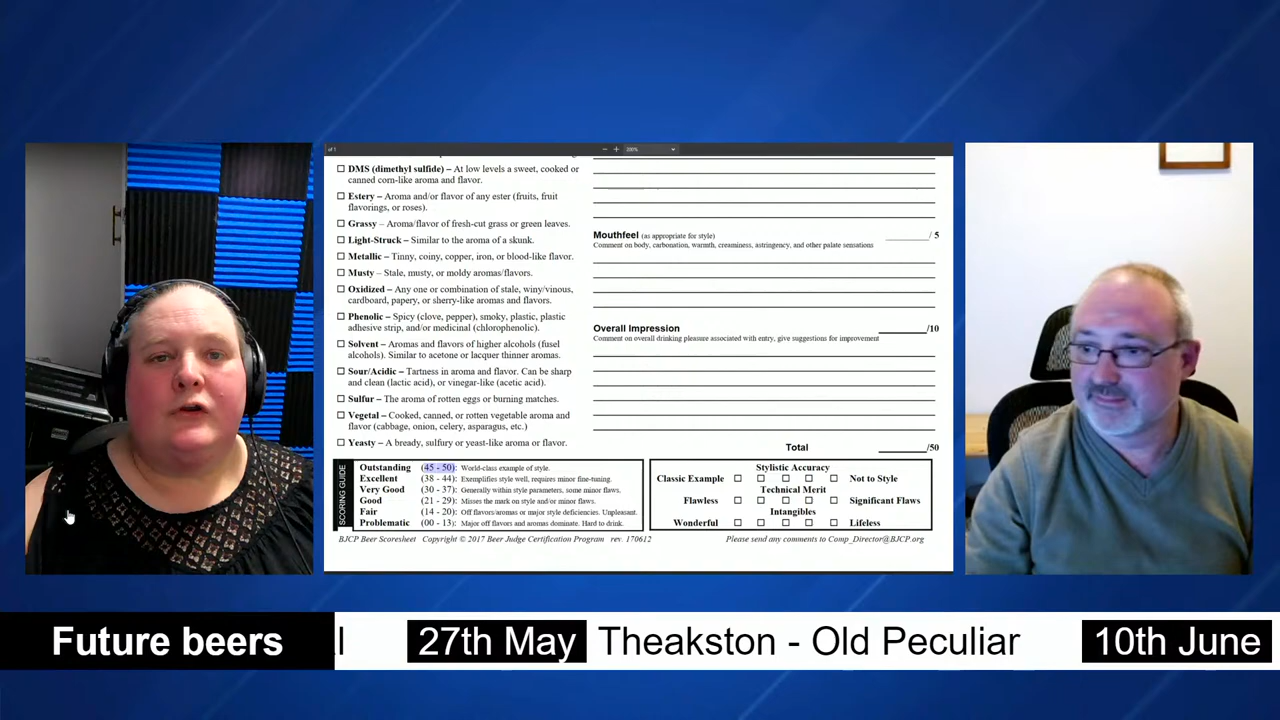 of 1
200%
DMS (dimethyl sulfide) – At low levels a sweet, cooked or
canned corn-like aroma and flavor.
Estery – Aroma and/or flavor of any ester (fruits, fruit
flavorings, or roses).
Grassy – Aroma/flavor of fresh-cut grass or green leaves.
Light-Struck – Similar to the aroma of a skunk.
Metallic – Tinny, coiny, copper, iron, or blood-like flavor.
Musty – Stale, musty, or moldy aromas/flavors.
Oxidized – Any one or combination of stale, winy/vinous,
cardboard, papery, or sherry-like aromas and flavors.
Phenolic – Spicy (clove, pepper), smoky, plastic, plastic
adhesive strip, and/or medicinal (chlorophenolic).
Solvent – Aromas and flavors of higher alcohols (fusel
alcohols). Similar to acetone or lacquer thinner aromas.
Sour/Acidic – Tartness in aroma and flavor. Can be sharp
and clean (lactic acid), or vinegar-like (acetic acid).
Sulfur – The aroma of rotten eggs or burning matches.
Vegetal – Cooked, canned, or rotten vegetable aroma and
flavor (cabbage, onion, celery, asparagus, etc.)
Yeasty – A bready, sulfury or yeast-like aroma or flavor.
Mouthfeel (as appropriate for style) / 5
Comment on body, carbonation, warmth, creaminess, astringency, and other palate sensations
Overall Impression /10
Comment on overall drinking pleasure associated with entry, give suggestions for improvement
Total /50
SCORING GUIDE
Outstanding (45 - 50): World-class example of style.
Excellent (38 - 44): Exemplifies style well, requires minor fine-tuning.
Very Good (30 - 37): Generally within style parameters, some minor flaws.
Good (21 - 29): Misses the mark on style and/or minor flaws.
Fair (14 - 20): Off flavors/aromas or major style deficiencies. Unpleasant.
Problematic (00 - 13): Major off flavors and aromas dominate. Hard to drink.
Stylistic Accuracy
Classic Example Not to Style
Technical Merit
Flawless Significant Flaws
Intangibles
Wonderful Lifeless
BJCP Beer Scoresheet Copyright © 2017 Beer Judge Certification Program rev. 170612
Please send any comments to Comp_Director@BJCP.org
Future beers l 27th May Theakston - Old Peculiar 10th June